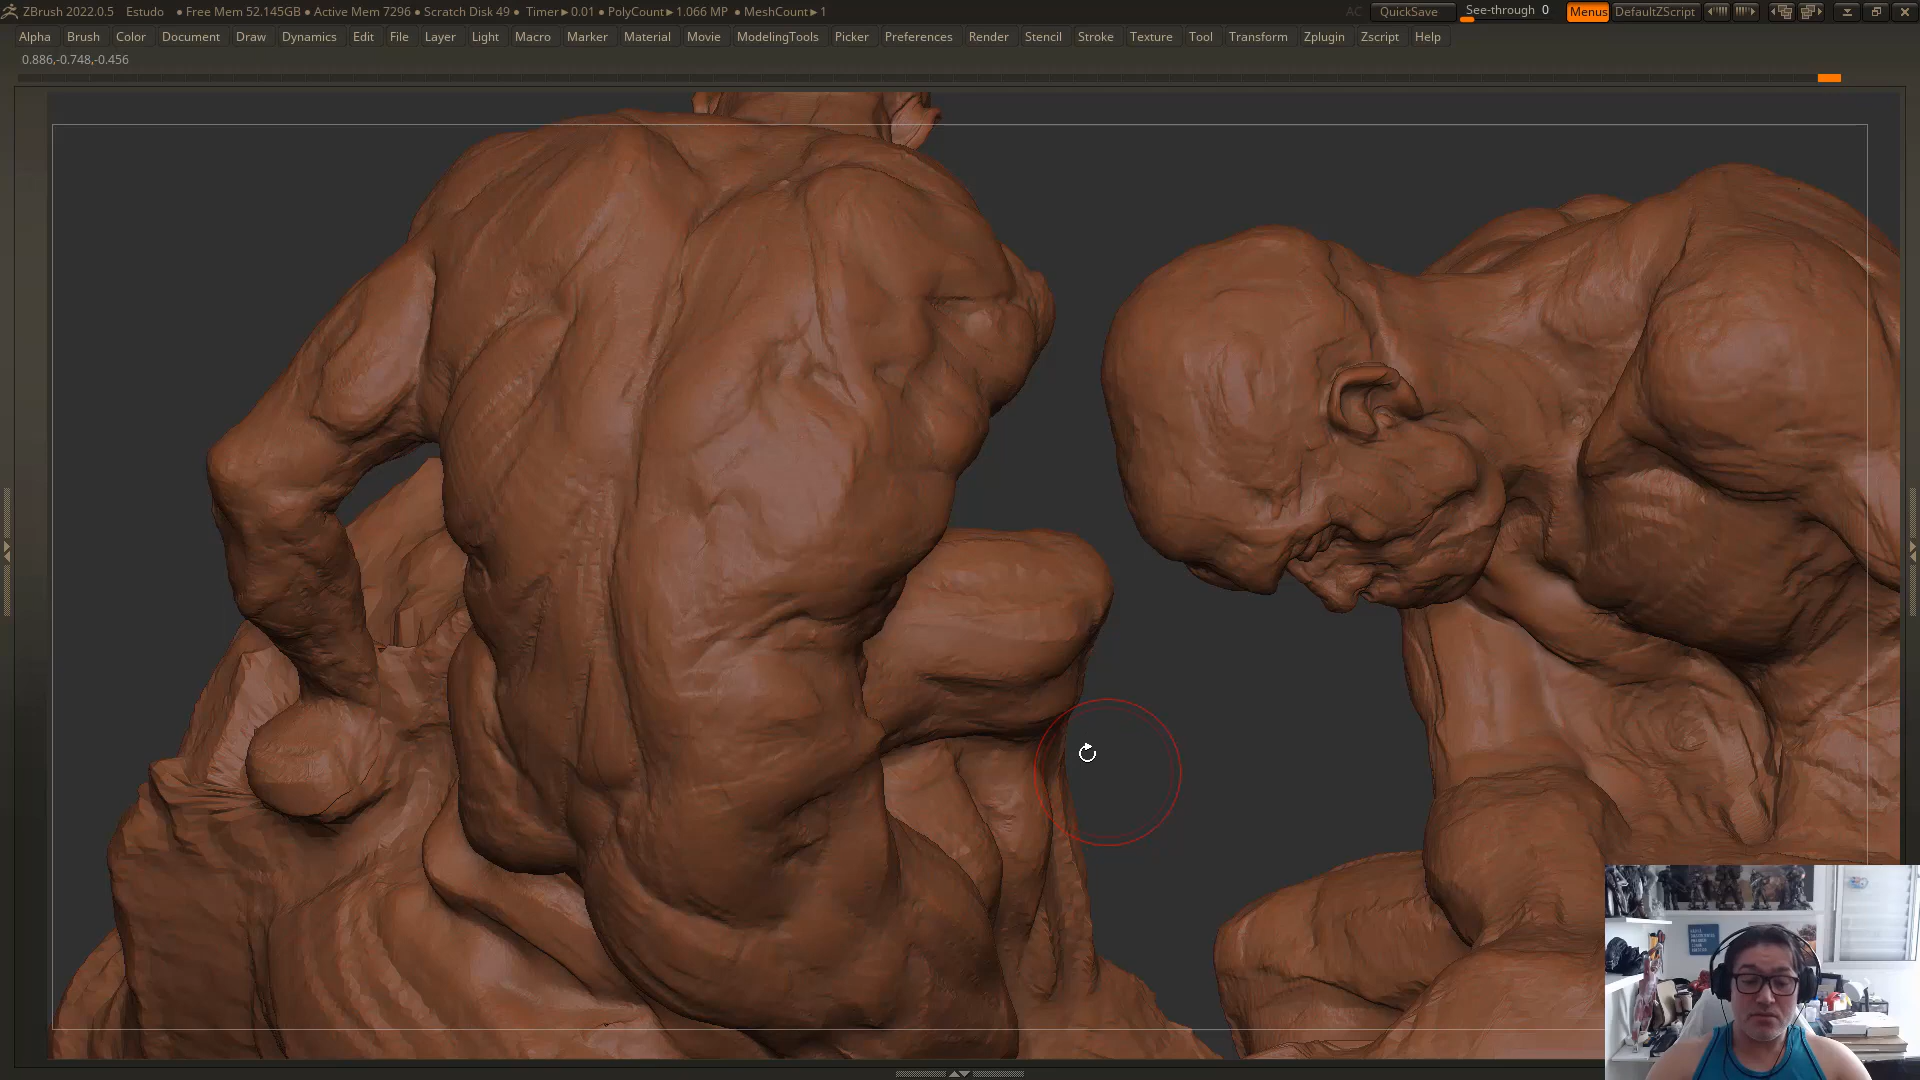 ZBrush 2022.0.5 Estudo ● Free Mem 52.145GB ● Active Mem 7296 ● Scratch Disk 49 ● Timer▸0.01 ● PolyCount▸1.066 MP ● MeshCount▸1 AC QuickSave See-through 0 Menus DefaultZScript
Alpha Brush Color Document Draw Dynamics Edit File Layer Light Macro Marker Material Movie ModelingTools Picker Preferences Render Stencil Stroke Texture Tool Transform Zplugin Zscript Help
0.886,-0.748,-0.456